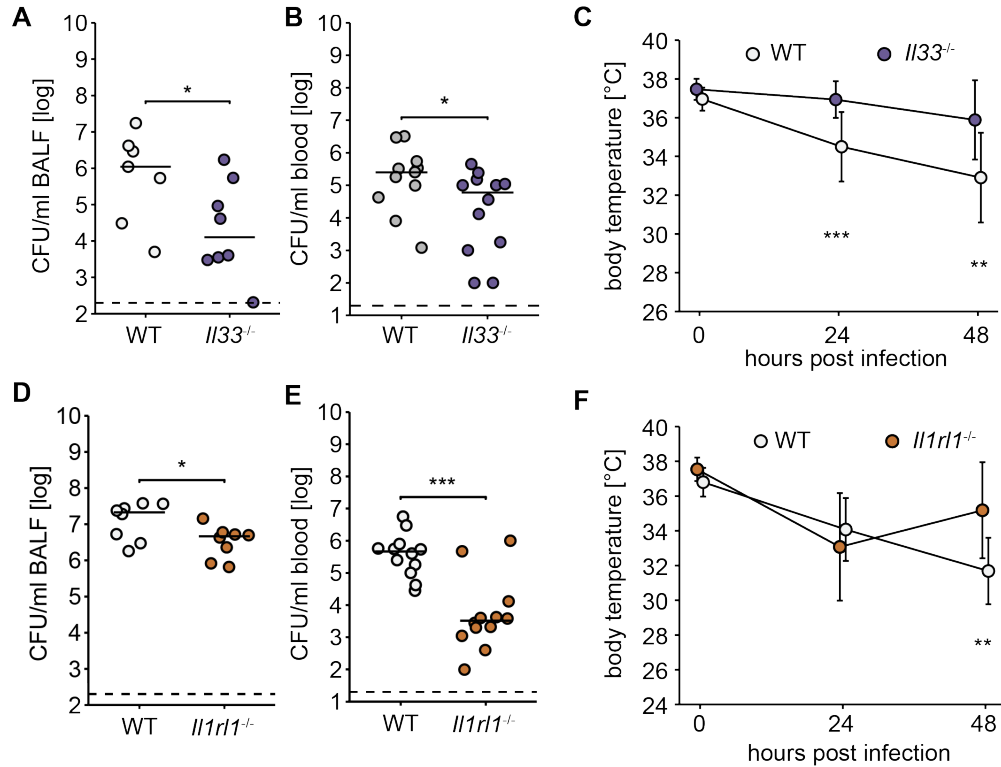 A
CFU/ml BALF [log]
10
9
8
7
6
5
4
3
2
*
WT
Il33-/-
B
CFU/ml blood [log]
10
9
8
7
6
5
4
3
2
1
*
WT
Il33-/-
C
body temperature [°C]
40
38
36
34
32
30
28
26
WT
Il33-/-
***
**
0
24
48
hours post infection
D
CFU/ml BALF [log]
10
9
8
7
6
5
4
3
2
*
WT
Il1rl1-/-
E
CFU/ml blood [log]
10
9
8
7
6
5
4
3
2
1
***
WT
Il1rl1-/-
F
body temperature [°C]
40
38
36
34
32
30
28
26
24
WT
Il1rl1-/-
**
0
24
48
hours post infection